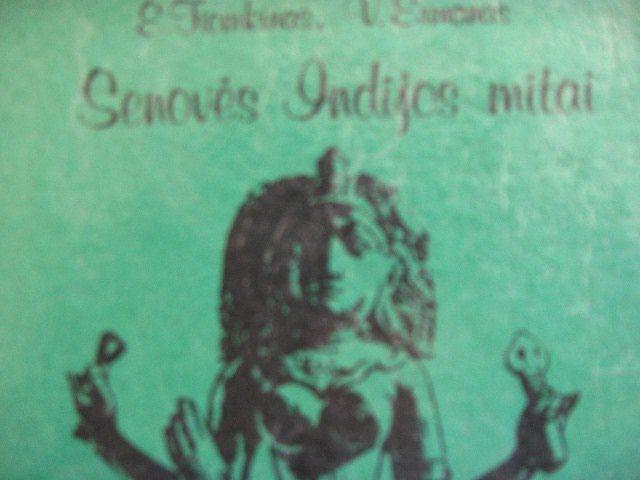 E. V.
Senovės Indijos mitai